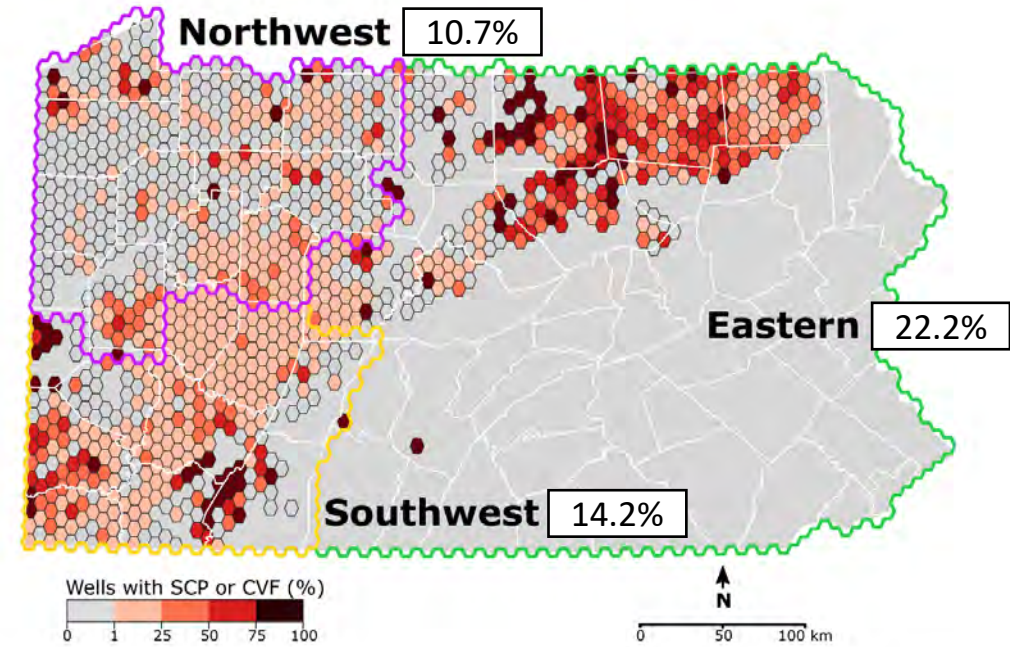 Northwest 10.7%
Eastern 22.2%
Southwest 14.2%
Wells with SCP or CVF (%)
0 1 25 50 75 100
N
0 50 100 km